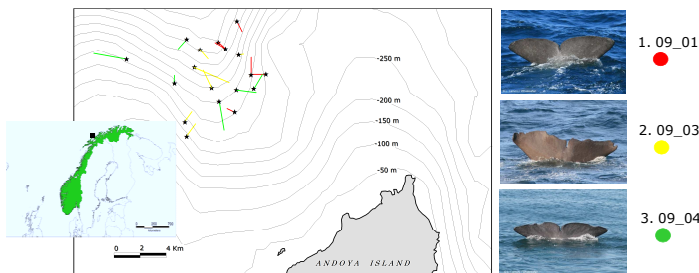 1. 09_01
-250 m
2. 09_03
-200 m
-150 m
-100 m
-50 m
3. 09_04
0 2 4 Km
ANDOYA ISLAND